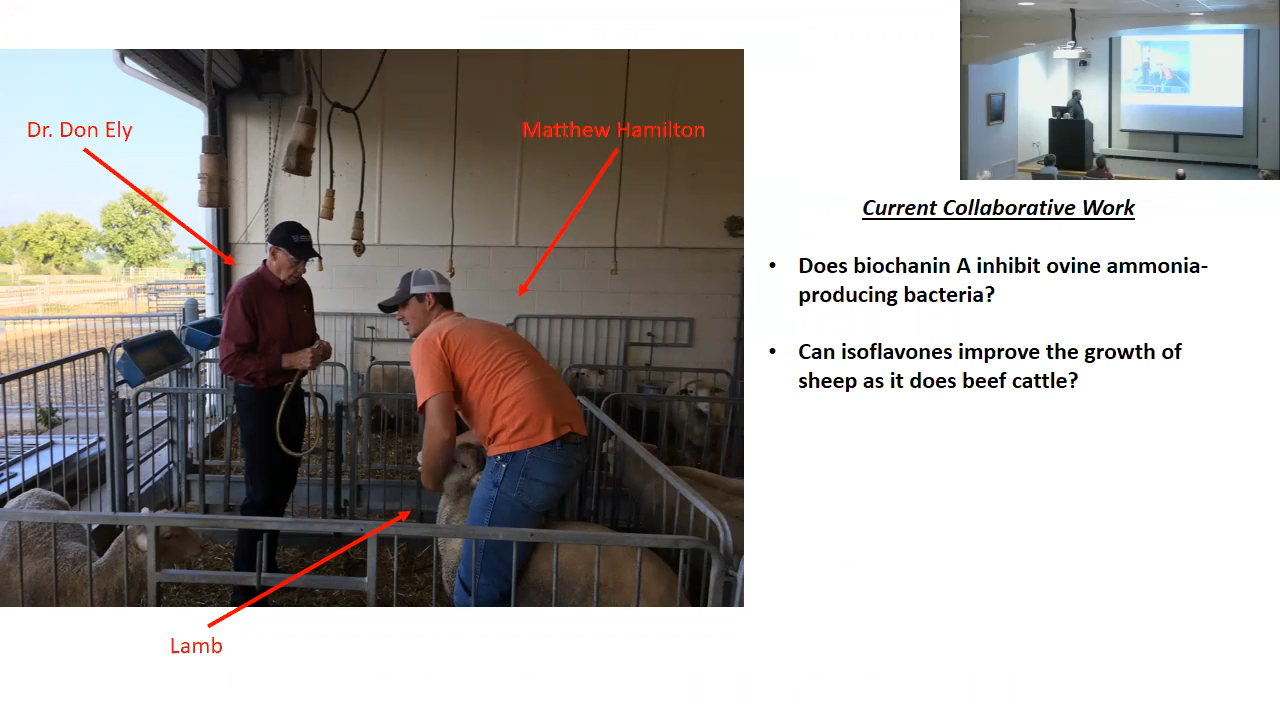 Dr. Don Ely
Matthew Hamilton
Lamb
Current Collaborative Work
• Does biochanin A inhibit ovine ammonia-
producing bacteria?
• Can isoflavones improve the growth of
sheep as it does beef cattle?